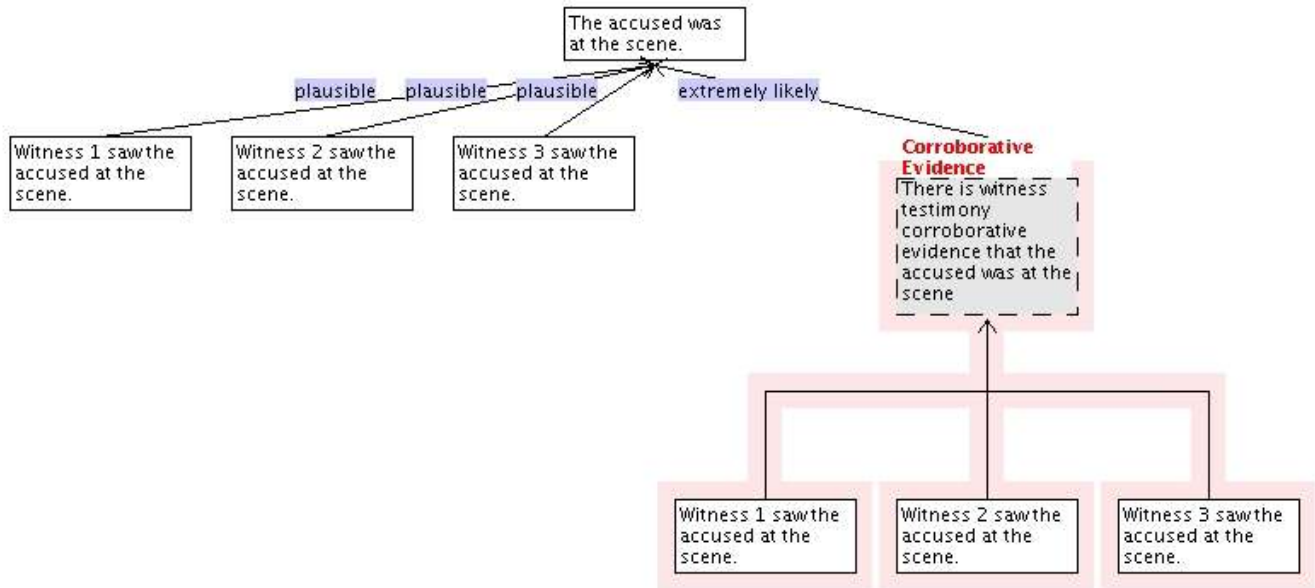 The accused was
at the scene.
plausible
plausible
plausible
extremely likely
Witness 1 saw the
accused at the
scene.
Witness 2 saw the
accused at the
scene.
Witness 3 saw the
accused at the
scene.
Corroborative
Evidence
There is witness
testimony
corroborative
evidence that the
accused was at the
scene
Witness 1 saw the
accused at the
scene.
Witness 2 saw the
accused at the
scene.
Witness 3 saw the
accused at the
scene.